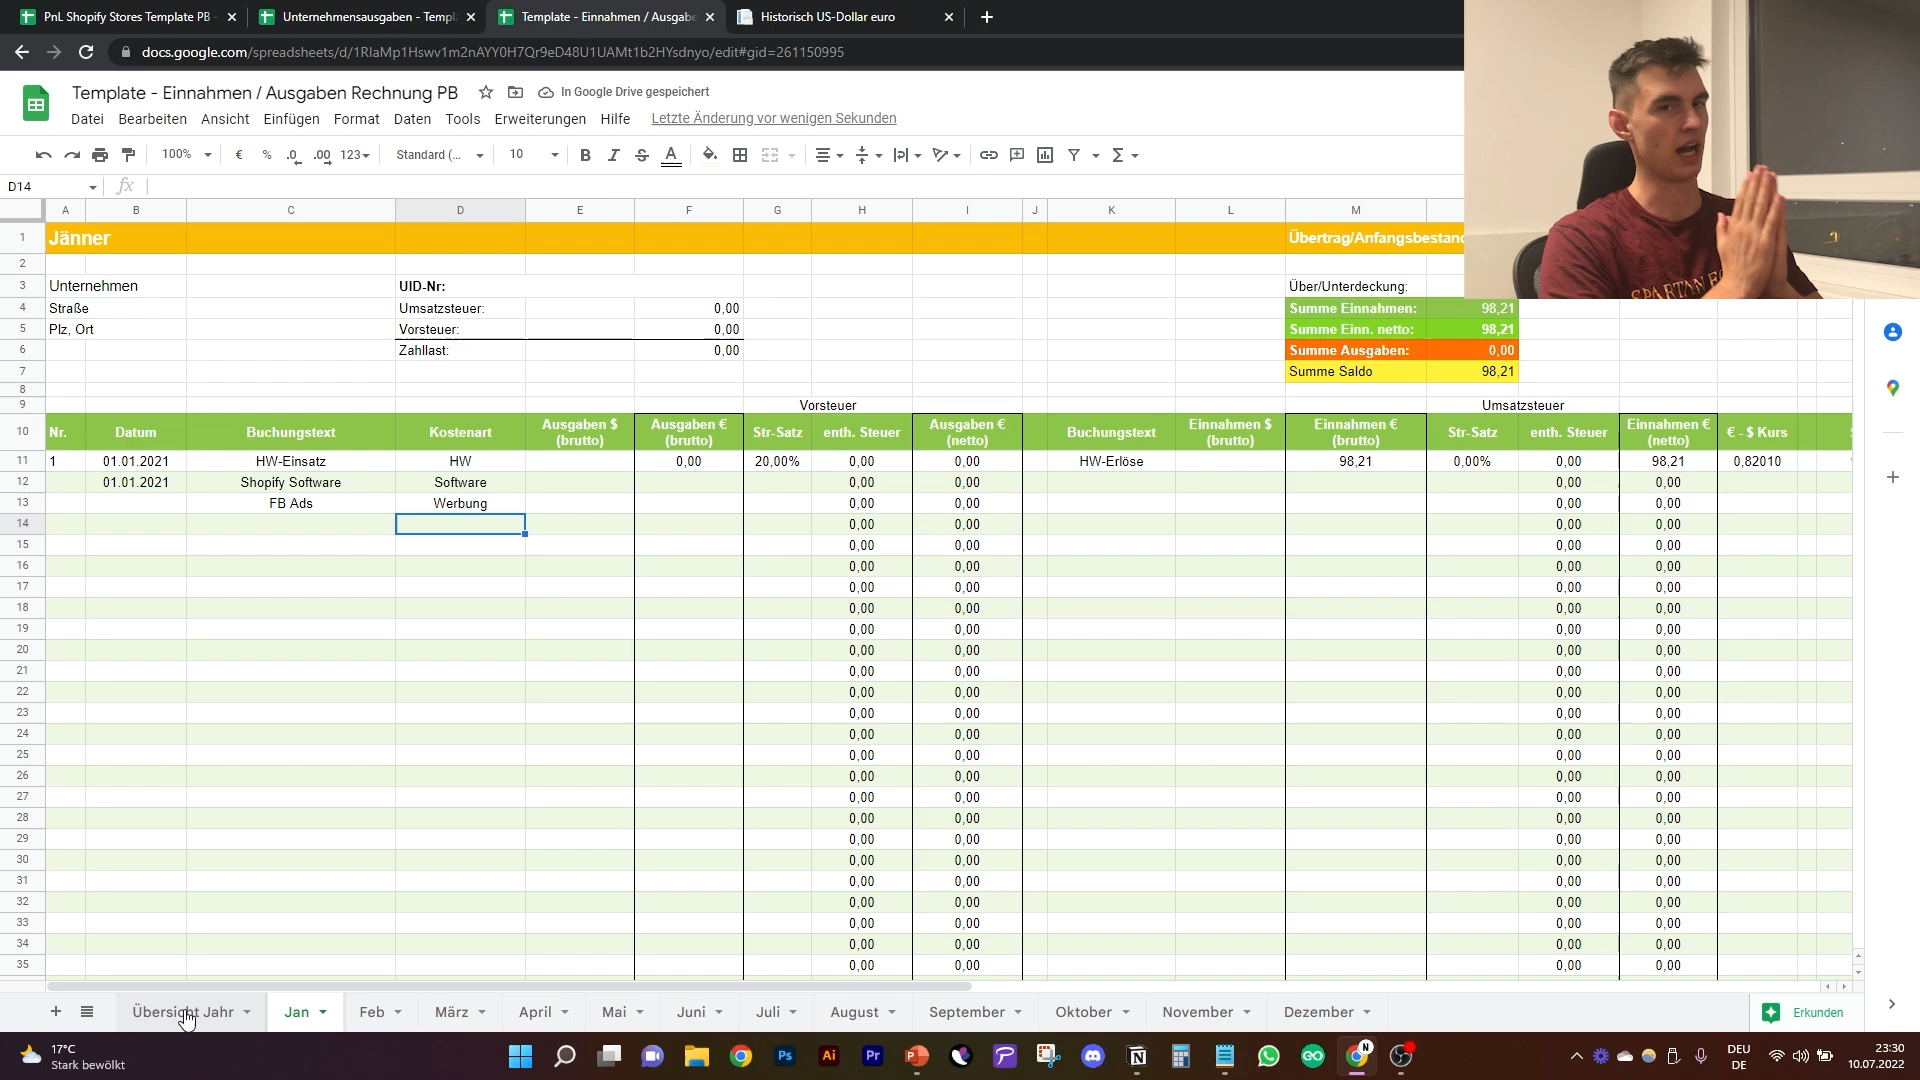 PnL Shopify Stores Template PB -
Unternehmensausgaben - Templ
Template - Einnahmen / Ausgabe
Historisch US-Dollar euro
docs.google.com/spreadsheets/d/1RlaMp1Hswv1m2nAYY0H7Qr9eD48U1UAMt1b2HYsdnyo/edit#gid=261150995
Template - Einnahmen / Ausgaben Rechnung PB
In Google Drive gespeichert
Datei Bearbeiten Ansicht Einfügen Format Daten Tools Erweiterungen Hilfe Letzte Änderung vor wenigen Sekunden
100% € % .0 .00 123 Standard (... 10 B I S A Σ
D14 fx
A B C D E F G H I J K L M
1 Jänner Übertrag/Anfangsbestand
2
3 Unternehmen UID-Nr: Über/Unterdeckung:
4 Straße Umsatzsteuer: 0,00 Summe Einnahmen: 98,21
5 Plz, Ort Vorsteuer: 0,00 Summe Einn. netto: 98,21
6 Zahllast: 0,00 Summe Ausgaben: 0,00
7 Summe Saldo 98,21
8
9 Vorsteuer Umsatzsteuer
10 Nr. Datum Buchungstext Kostenart Ausgaben $ (brutto) Ausgaben € (brutto) Str-Satz enth. Steuer Ausgaben € (netto) Buchungstext Einnahmen $ (brutto) Einnahmen € (brutto) Str-Satz enth. Steuer Einnahmen € (netto) € - $ Kurs
11 1 01.01.2021 HW-Einsatz HW 0,00 20,00% 0,00 0,00 HW-Erlöse 98,21 0,00% 0,00 98,21 0,82010
12 01.01.2021 Shopify Software Software 0,00 0,00 0,00 0,00
13 FB Ads Werbung 0,00 0,00 0,00 0,00
14 0,00 0,00 0,00 0,00
15 0,00 0,00 0,00 0,00
16 0,00 0,00 0,00 0,00
17 0,00 0,00 0,00 0,00
18 0,00 0,00 0,00 0,00
19 0,00 0,00 0,00 0,00
20 0,00 0,00 0,00 0,00
21 0,00 0,00 0,00 0,00
22 0,00 0,00 0,00 0,00
23 0,00 0,00 0,00 0,00
24 0,00 0,00 0,00 0,00
25 0,00 0,00 0,00 0,00
26 0,00 0,00 0,00 0,00
27 0,00 0,00 0,00 0,00
28 0,00 0,00 0,00 0,00
29 0,00 0,00 0,00 0,00
30 0,00 0,00 0,00 0,00
31 0,00 0,00 0,00 0,00
32 0,00 0,00 0,00 0,00
33 0,00 0,00 0,00 0,00
34 0,00 0,00 0,00 0,00
35 0,00 0,00 0,00 0,00
Übersicht Jahr Jan Feb März April Mai Juni Juli August September Oktober November Dezember Erkunden
17°C
Stark bewölkt
Ps Ai Pr
DEU
DE
23:30
10.07.2022
SPARTAN